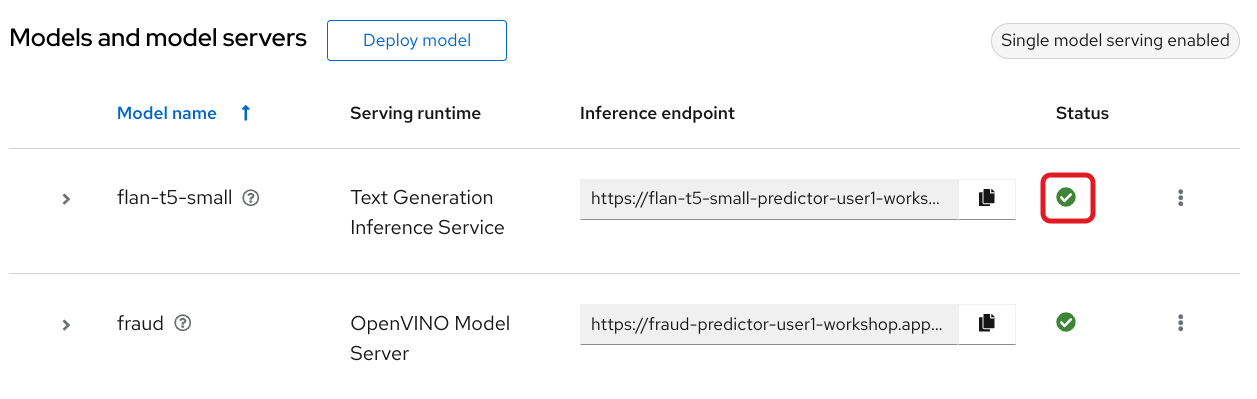 Models and model servers
Deploy model
Single model serving enabled
Model name
Serving runtime
Inference endpoint
Status
flan-t5-small
Text Generation
Inference Service
https://flan-t5-small-predictor-user1-works...
fraud
OpenVINO Model
Server
https://fraud-predictor-user1-workshop.app...